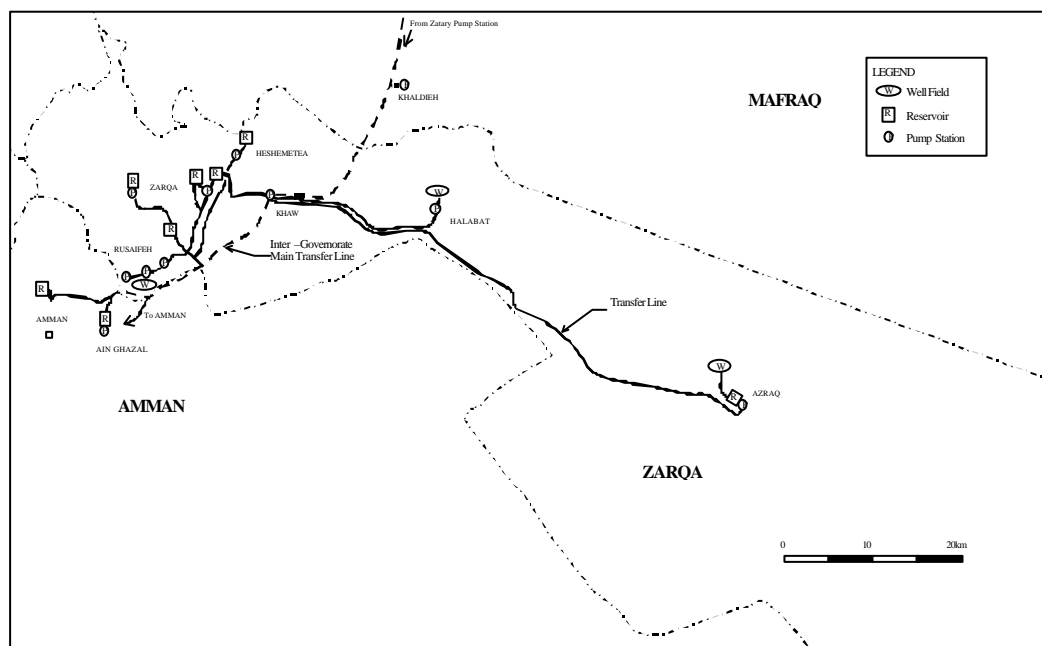 From Zatary Pump Station
P
KHALDIEH
MAFRAQ
LEGEND
W Well Field
R Reservoir
P Pump Station
R
P
HESHEMETEA
R
P
ZARQA
R
P
R
R
P
KHAW
W
P
HALABAT
RUSAIFEH
P
P
P
W
Inter –Governorate
Main Transfer Line
R
AMMAN
R
P
AIN GHAZAL
To AMMAN
Transfer Line
W
R
P
AZRAQ
AMMAN
ZARQA
0 10 20km